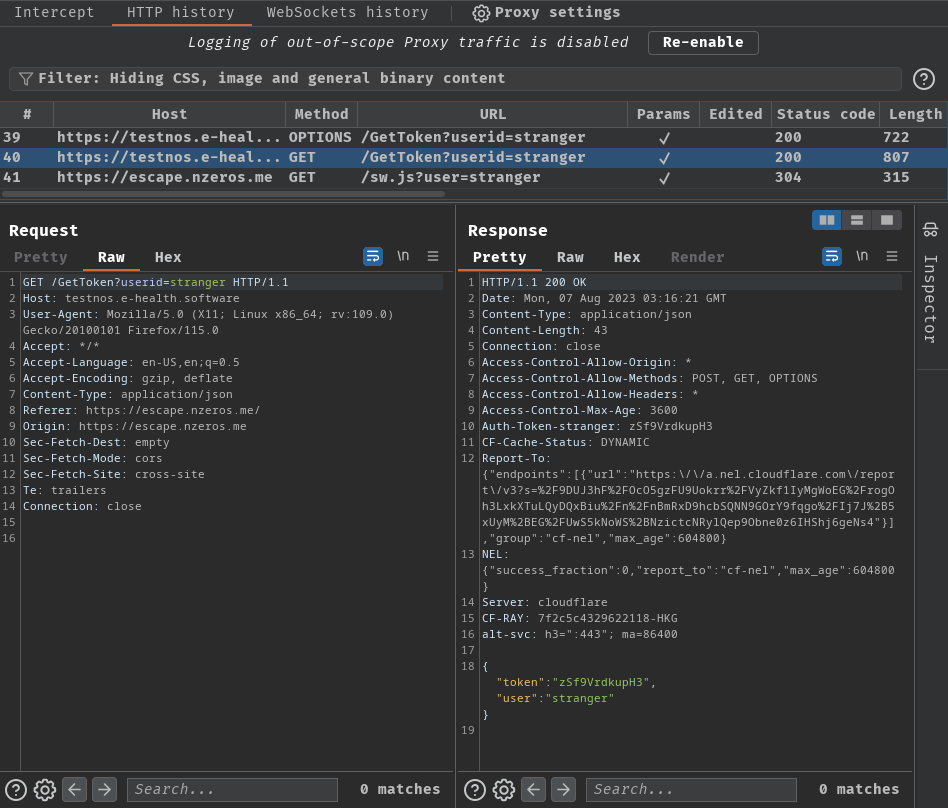 Intercept HTTP history WebSockets history Proxy settings
Logging of out-of-scope Proxy traffic is disabled Re-enable
Filter: Hiding CSS, image and general binary content
# Host Method URL Params Edited Status code Length
39 https://testnos.e-heal... OPTIONS /GetToken?userid=stranger ✓ 200 722
40 https://testnos.e-heal... GET /GetToken?userid=stranger ✓ 200 807
41 https://escape.nzeros.me GET /sw.js?user=stranger ✓ 304 315
Request
Pretty Raw Hex \n
1 GET /GetToken?userid=stranger HTTP/1.1
2 Host: testnos.e-health.software
3 User-Agent: Mozilla/5.0 (X11; Linux x86_64; rv:109.0)
Gecko/20100101 Firefox/115.0
4 Accept: */*
5 Accept-Language: en-US,en;q=0.5
6 Accept-Encoding: gzip, deflate
7 Content-Type: application/json
8 Referer: https://escape.nzeros.me/
9 Origin: https://escape.nzeros.me
10 Sec-Fetch-Dest: empty
11 Sec-Fetch-Mode: cors
12 Sec-Fetch-Site: cross-site
13 Te: trailers
14 Connection: close
15
16
Search... 0 matches
Response
Pretty Raw Hex Render \n
1 HTTP/1.1 200 OK
2 Date: Mon, 07 Aug 2023 03:16:21 GMT
3 Content-Type: application/json
4 Content-Length: 43
5 Connection: close
6 Access-Control-Allow-Origin: *
7 Access-Control-Allow-Methods: POST, GET, OPTIONS
8 Access-Control-Allow-Headers: *
9 Access-Control-Max-Age: 3600
10 Auth-Token-stranger: zSf9VrdkupH3
11 CF-Cache-Status: DYNAMIC
12 Report-To:
{"endpoints":[{"url":"https:\/\/a.nel.cloudflare.com\/repor
t\/v3?s=%2F9DUJ3hF%2FOcO5gzFU9Uokrr%2FVyZkf1IyMgWoEG%2FrogO
h3LxkXTuLQyDQxBiu%2Fn%2FnBmRxD9hcbSQNN9GOrY9fqgo%2FIj7J%2B5
xUyM%2BEG%2FUwS5kNoWS%2BNzictcNRylQep9Obne0z6IHShj6geNs4"}]
,"group":"cf-nel","max_age":604800}
13 NEL:
{"success_fraction":0,"report_to":"cf-nel","max_age":604800
}
14 Server: cloudflare
15 CF-RAY: 7f2c5c4329622118-HKG
16 alt-svc: h3=":443"; ma=86400
17
18 {
"token":"zSf9VrdkupH3",
"user":"stranger"
}
19
Search... 0 matches
Inspector